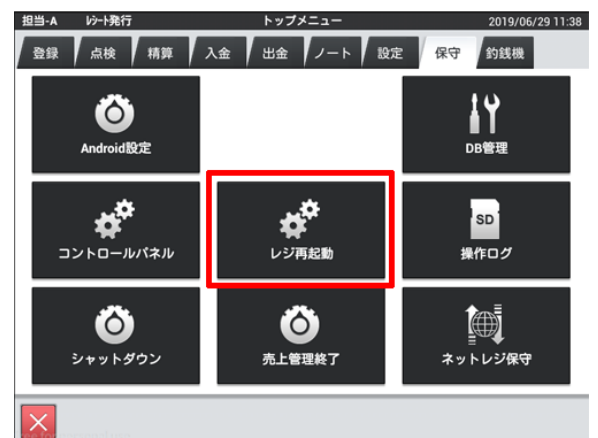 担当-A ﾚｼｰﾄ発行 トップメニュー 2019/06/29 11:38
登録 点検 精算 入金 出金 ノート 設定 保守 釣銭機
Android設定 DB管理
SD
コントロールパネル レジ再起動 操作ログ
シャットダウン 売上管理終了 ネットレジ保守